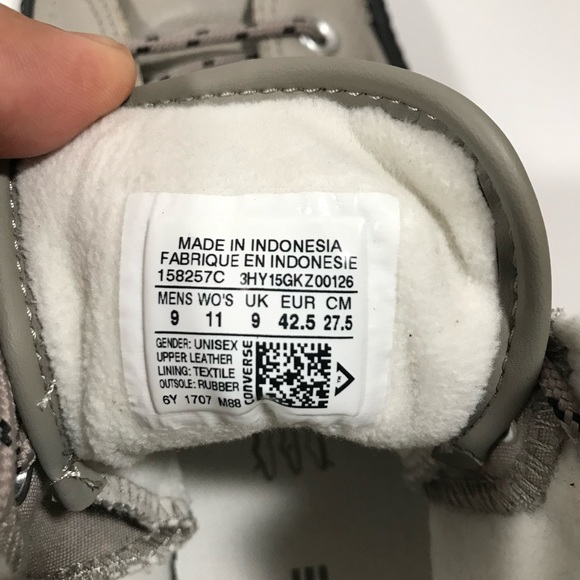 MADE IN INDONESIA
FABRIQUE EN INDONESIE
158257C 3HY15GKZ00126
MENS WO'S UK EUR CM
9 11 9 42.5 27.5
GENDER: UNISEX
UPPER: LEATHER
LINING: TEXTILE
OUTSOLE: RUBBER
6Y 1707 M88
CONVERSE